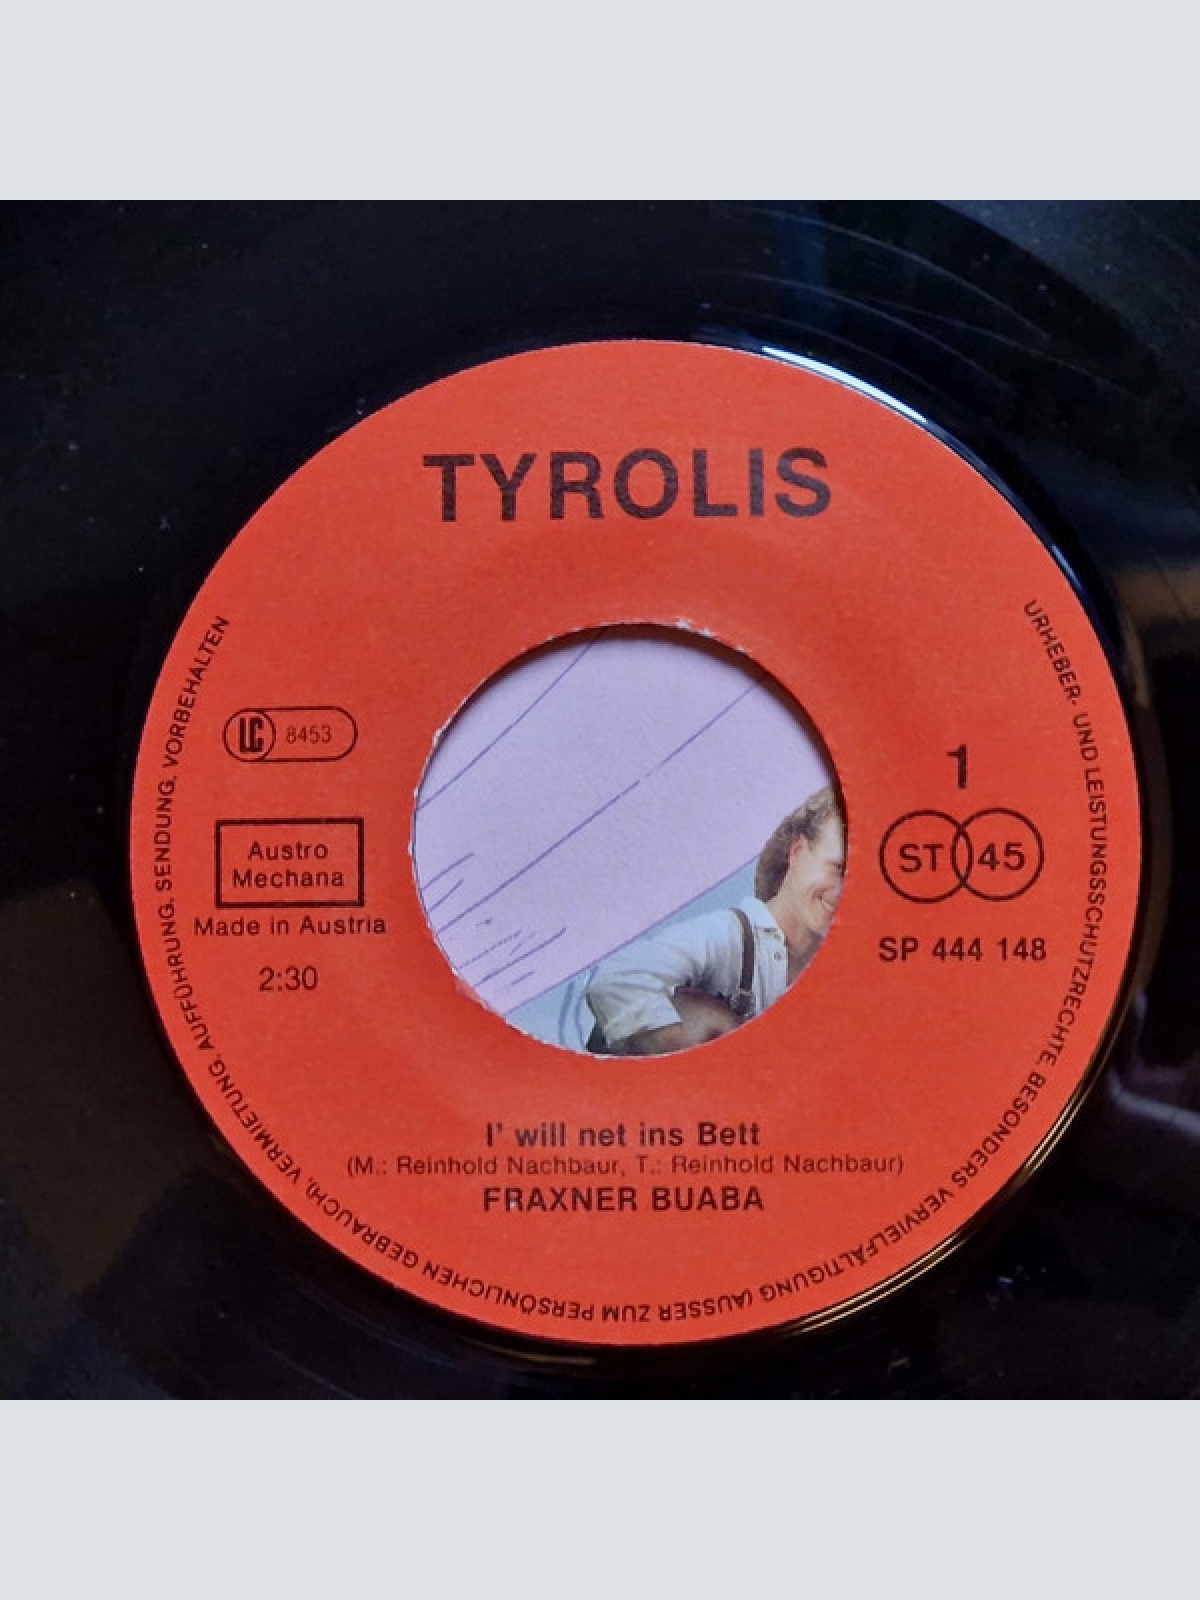 TYROLIS
LC 8453
Austro
Mechana
Made in Austria
2:30
1
ST 45
SP 444 148
I' will net ins Bett
(M.: Reinhold Nachbaur, T.: Reinhold Nachbaur)
FRAXNER BUABA
URHEBER- UND LEISTUNGSSCHUTZRECHTE, BESONDERS VERVIELFÄLTIGUNG (AUSSER ZUM PERSÖNLICHEN GEBRAUCH), VERMIETUNG, AUFFÜHRUNG, SENDUNG, VORBEHALTEN